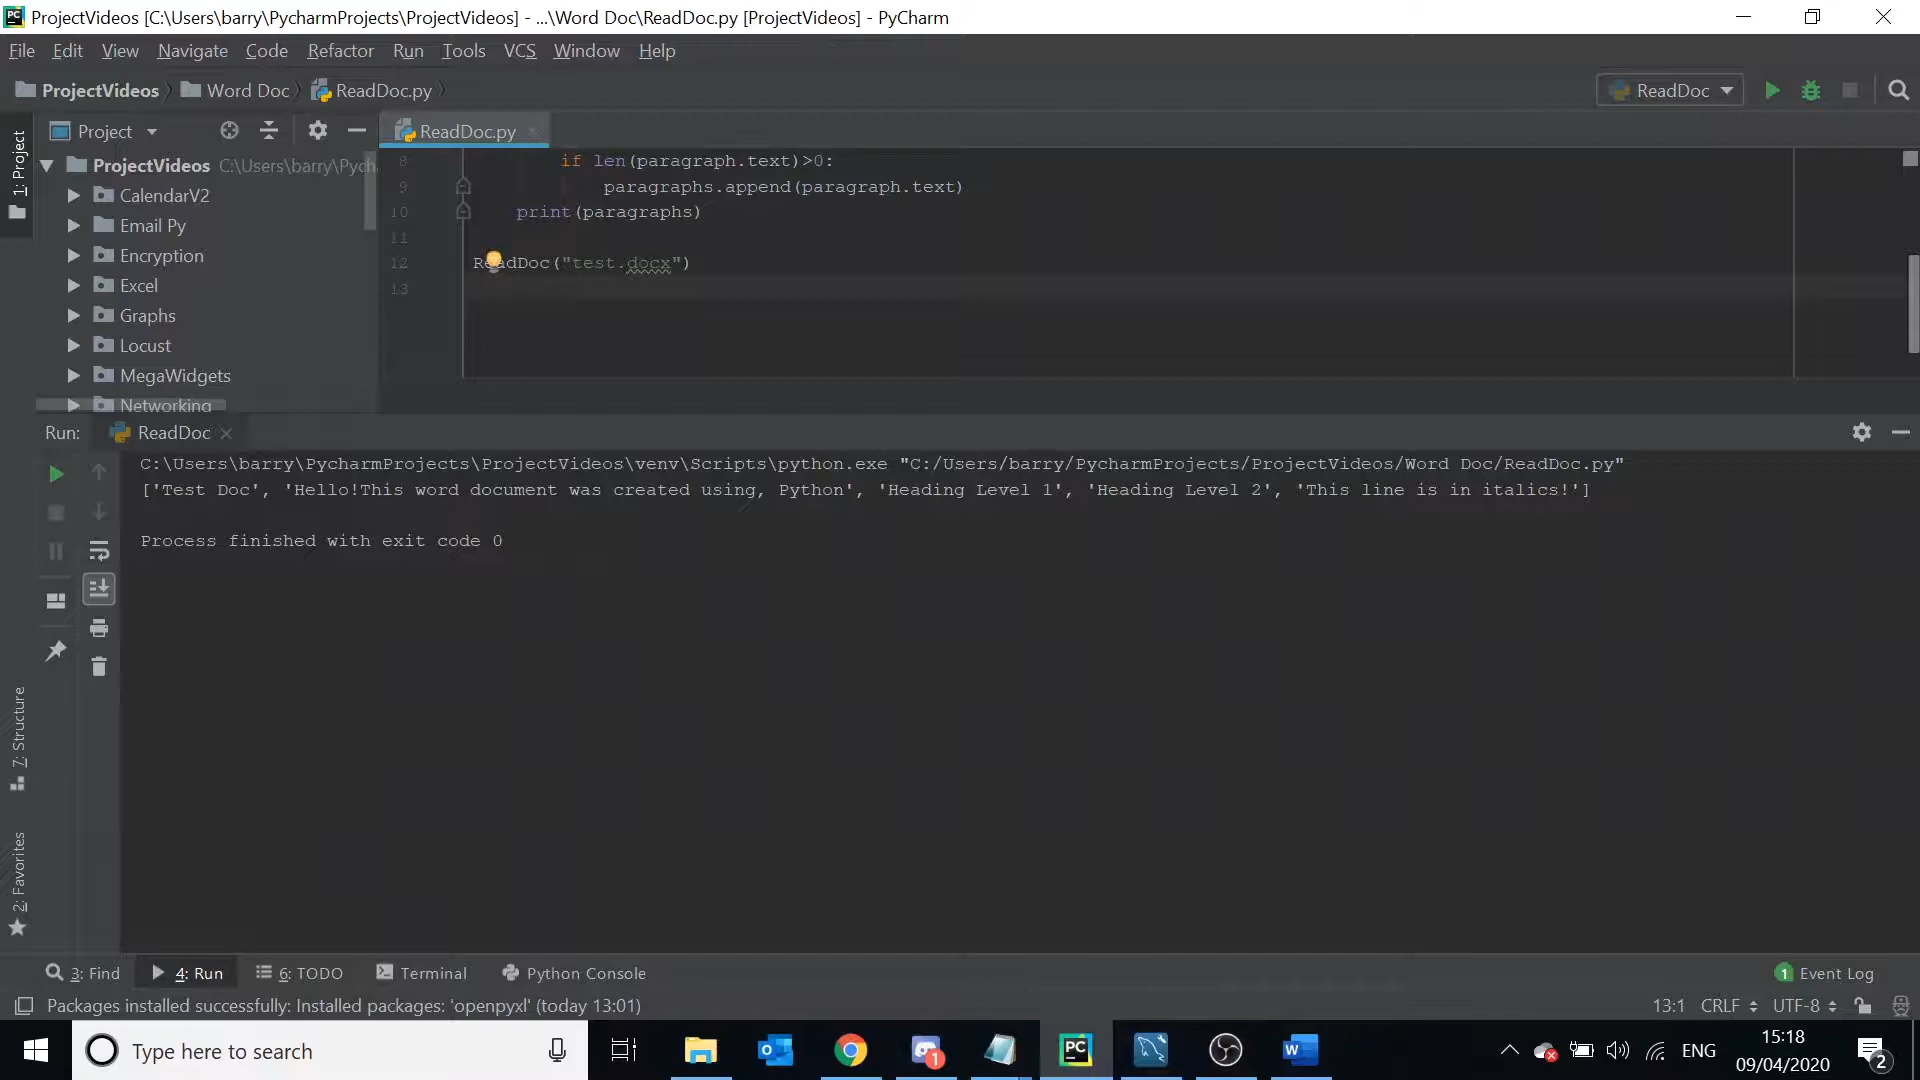 ProjectVideos [C:\Users\barry\PycharmProjects\ProjectVideos] - ...\Word Doc\ReadDoc.py [ProjectVideos] - PyCharm
File Edit View Navigate Code Refactor Run Tools VCS Window Help
ProjectVideos Word Doc ReadDoc.py ReadDoc
1: Project
Project
ReadDoc.py
ProjectVideos C:\Users\barry\Pych
CalendarV2
Email Py
Encryption
Excel
Graphs
Locust
MegaWidgets
Networking
8 if len(paragraph.text)>0:
9 paragraphs.append(paragraph.text)
10 print(paragraphs)
11
12 ReadDoc("test.docx")
13
Run: ReadDoc
C:\Users\barry\PycharmProjects\ProjectVideos\venv\Scripts\python.exe "C:/Users/barry/PycharmProjects/ProjectVideos/Word Doc/ReadDoc.py"
['Test Doc', 'Hello!This word document was created using, Python', 'Heading Level 1', 'Heading Level 2', 'This line is in italics!']
Process finished with exit code 0
7: Structure
2: Favorites
3: Find 4: Run 6: TODO Terminal Python Console 1 Event Log
Packages installed successfully: Installed packages: 'openpyxl' (today 13:01) 13:1 CRLF UTF-8
Type here to search
1
PC
W
ENG
15:18
09/04/2020
2